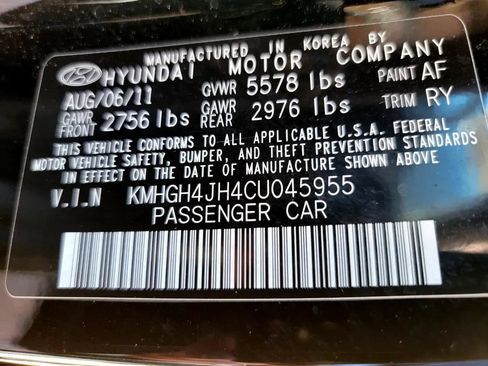 MANUFACTURED IN KOREA BY
HYUNDAI MOTOR COMPANY
AUG/06/11 GVWR 5578 lbs PAINT AF
GAWR FRONT 2756 lbs GAWR REAR 2976 lbs TRIM RY
THIS VEHICLE CONFORMS TO ALL APPLICABLE U.S.A. FEDERAL
MOTOR VEHICLE SAFETY, BUMPER, AND THEFT PREVENTION STANDARDS
IN EFFECT ON THE DATE OF MANUFACTURE SHOWN ABOVE.
V.I.N KMHGH4JH4CU045955
PASSENGER CAR